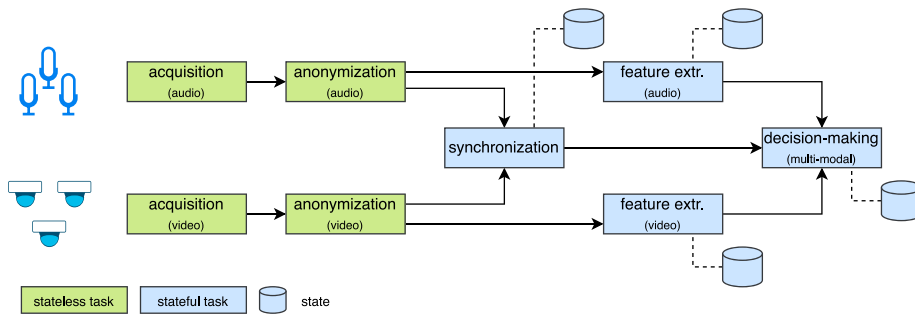 acquisition
(audio)
anonymization
(audio)
feature extr.
(audio)
synchronization
decision-making
(multi-modal)
acquisition
(video)
anonymization
(video)
feature extr.
(video)
stateless task
stateful task
state